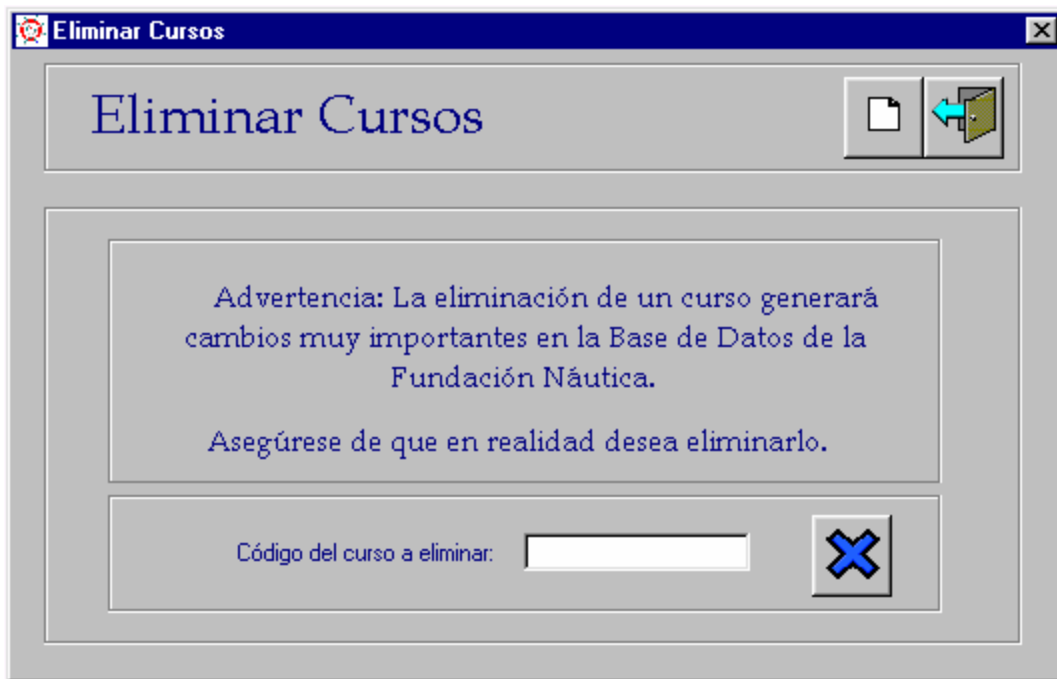 Eliminar Cursos
Eliminar Cursos
Advertencia: La eliminación de un curso generará
cambios muy importantes en la Base de Datos de la
Fundación Náutica.
Asegúrese de que en realidad desea eliminarlo.
Código del curso a eliminar: